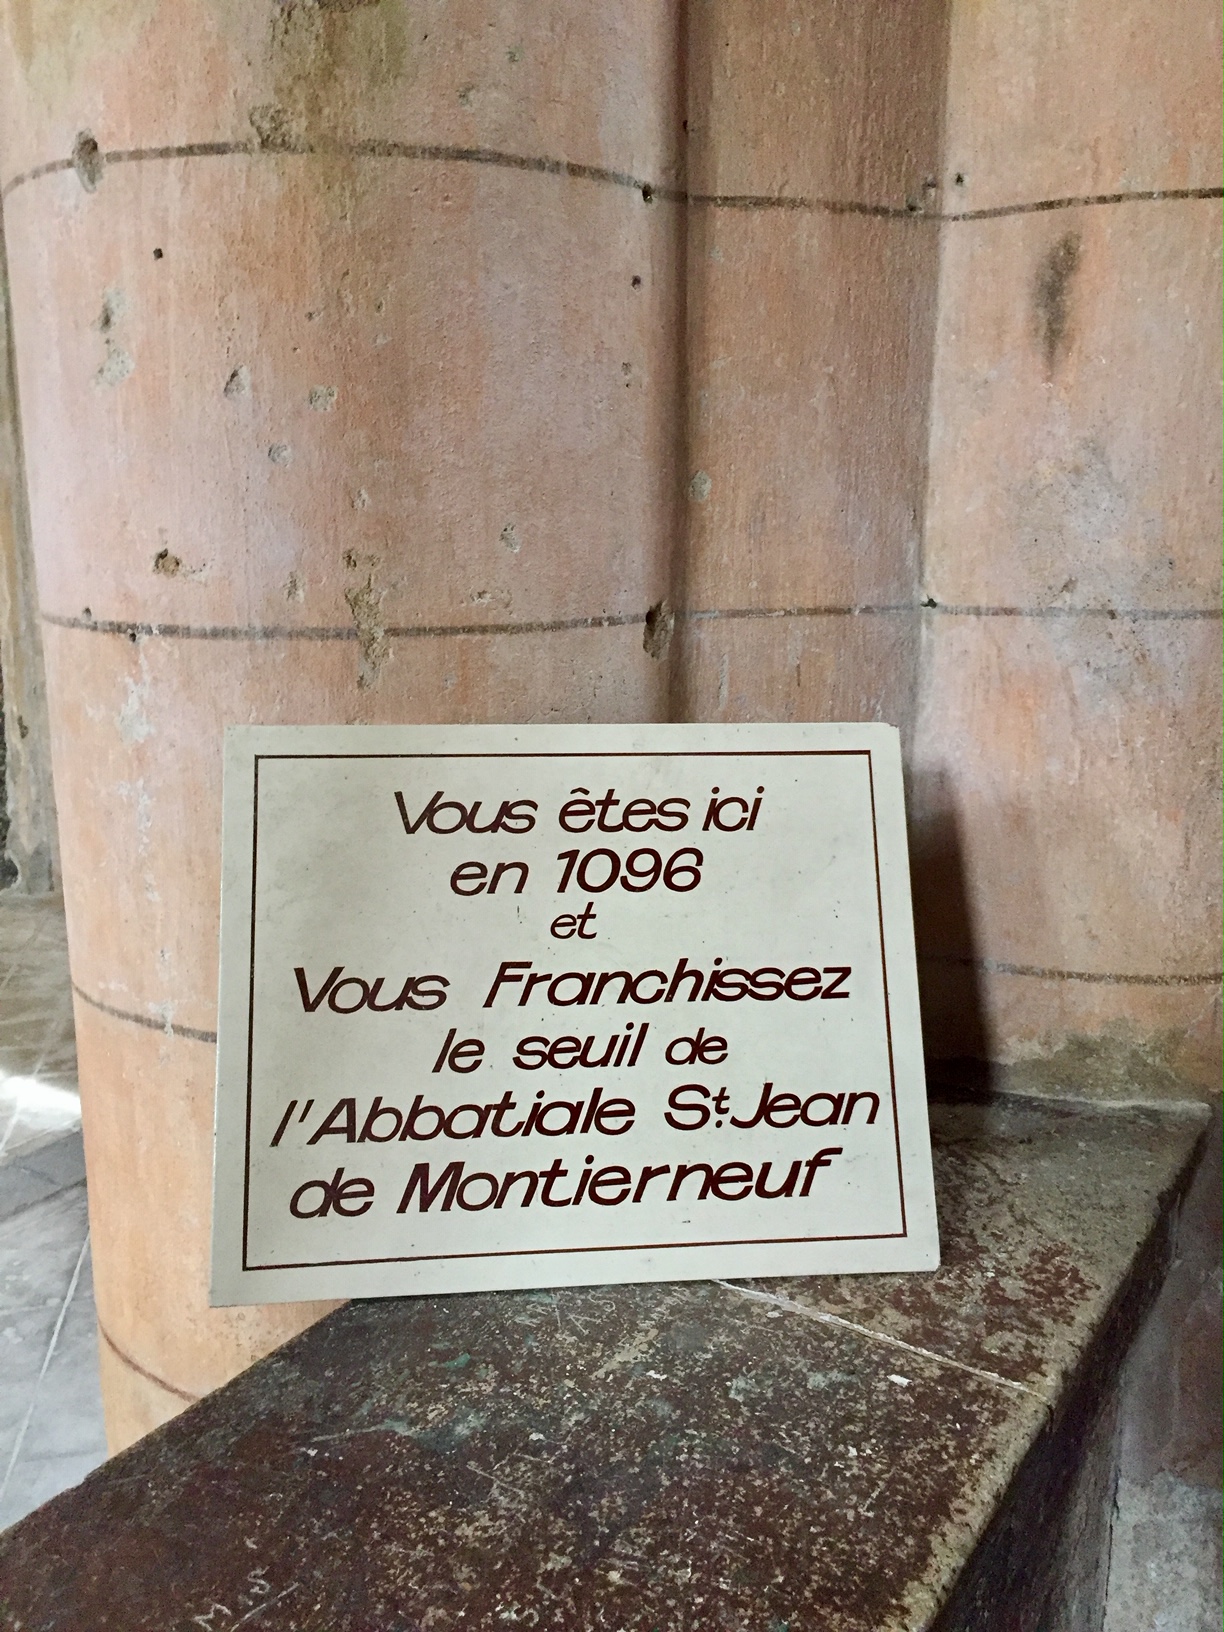 Vous êtes ici
en 1096
et
Vous Franchissez
le seuil de
l'Abbatiale St. Jean
de Montierneuf